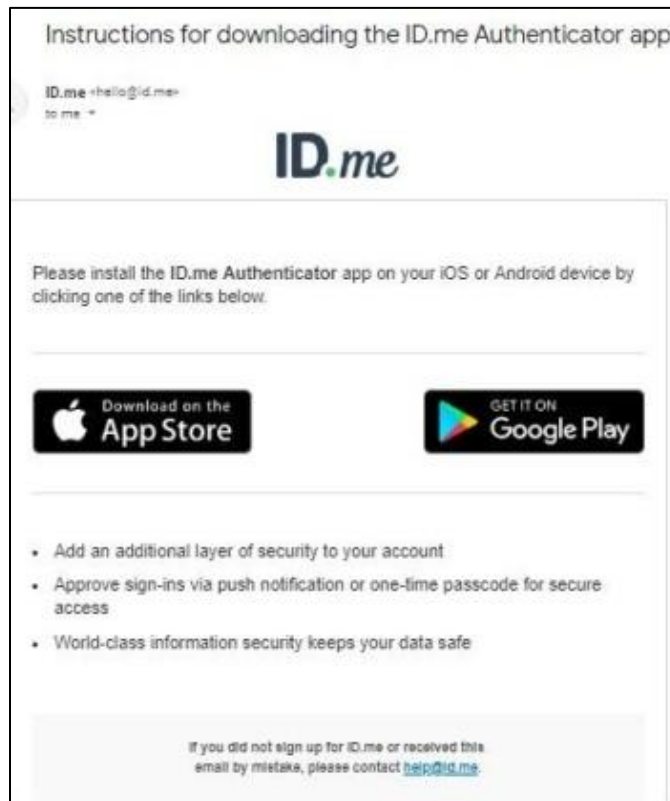 Instructions for downloading the ID.me Authenticator app
ID.me <hello@id.me>
to me
ID.me
Please install the ID.me Authenticator app on your iOS or Android device by
clicking one of the links below.
Download on the
App Store
GET IT ON
Google Play
• Add an additional layer of security to your account
• Approve sign-ins via push notification or one-time passcode for secure
access
• World-class information security keeps your data safe
If you did not sign up for ID.me or received this
email by mistake, please contact help@id.me.